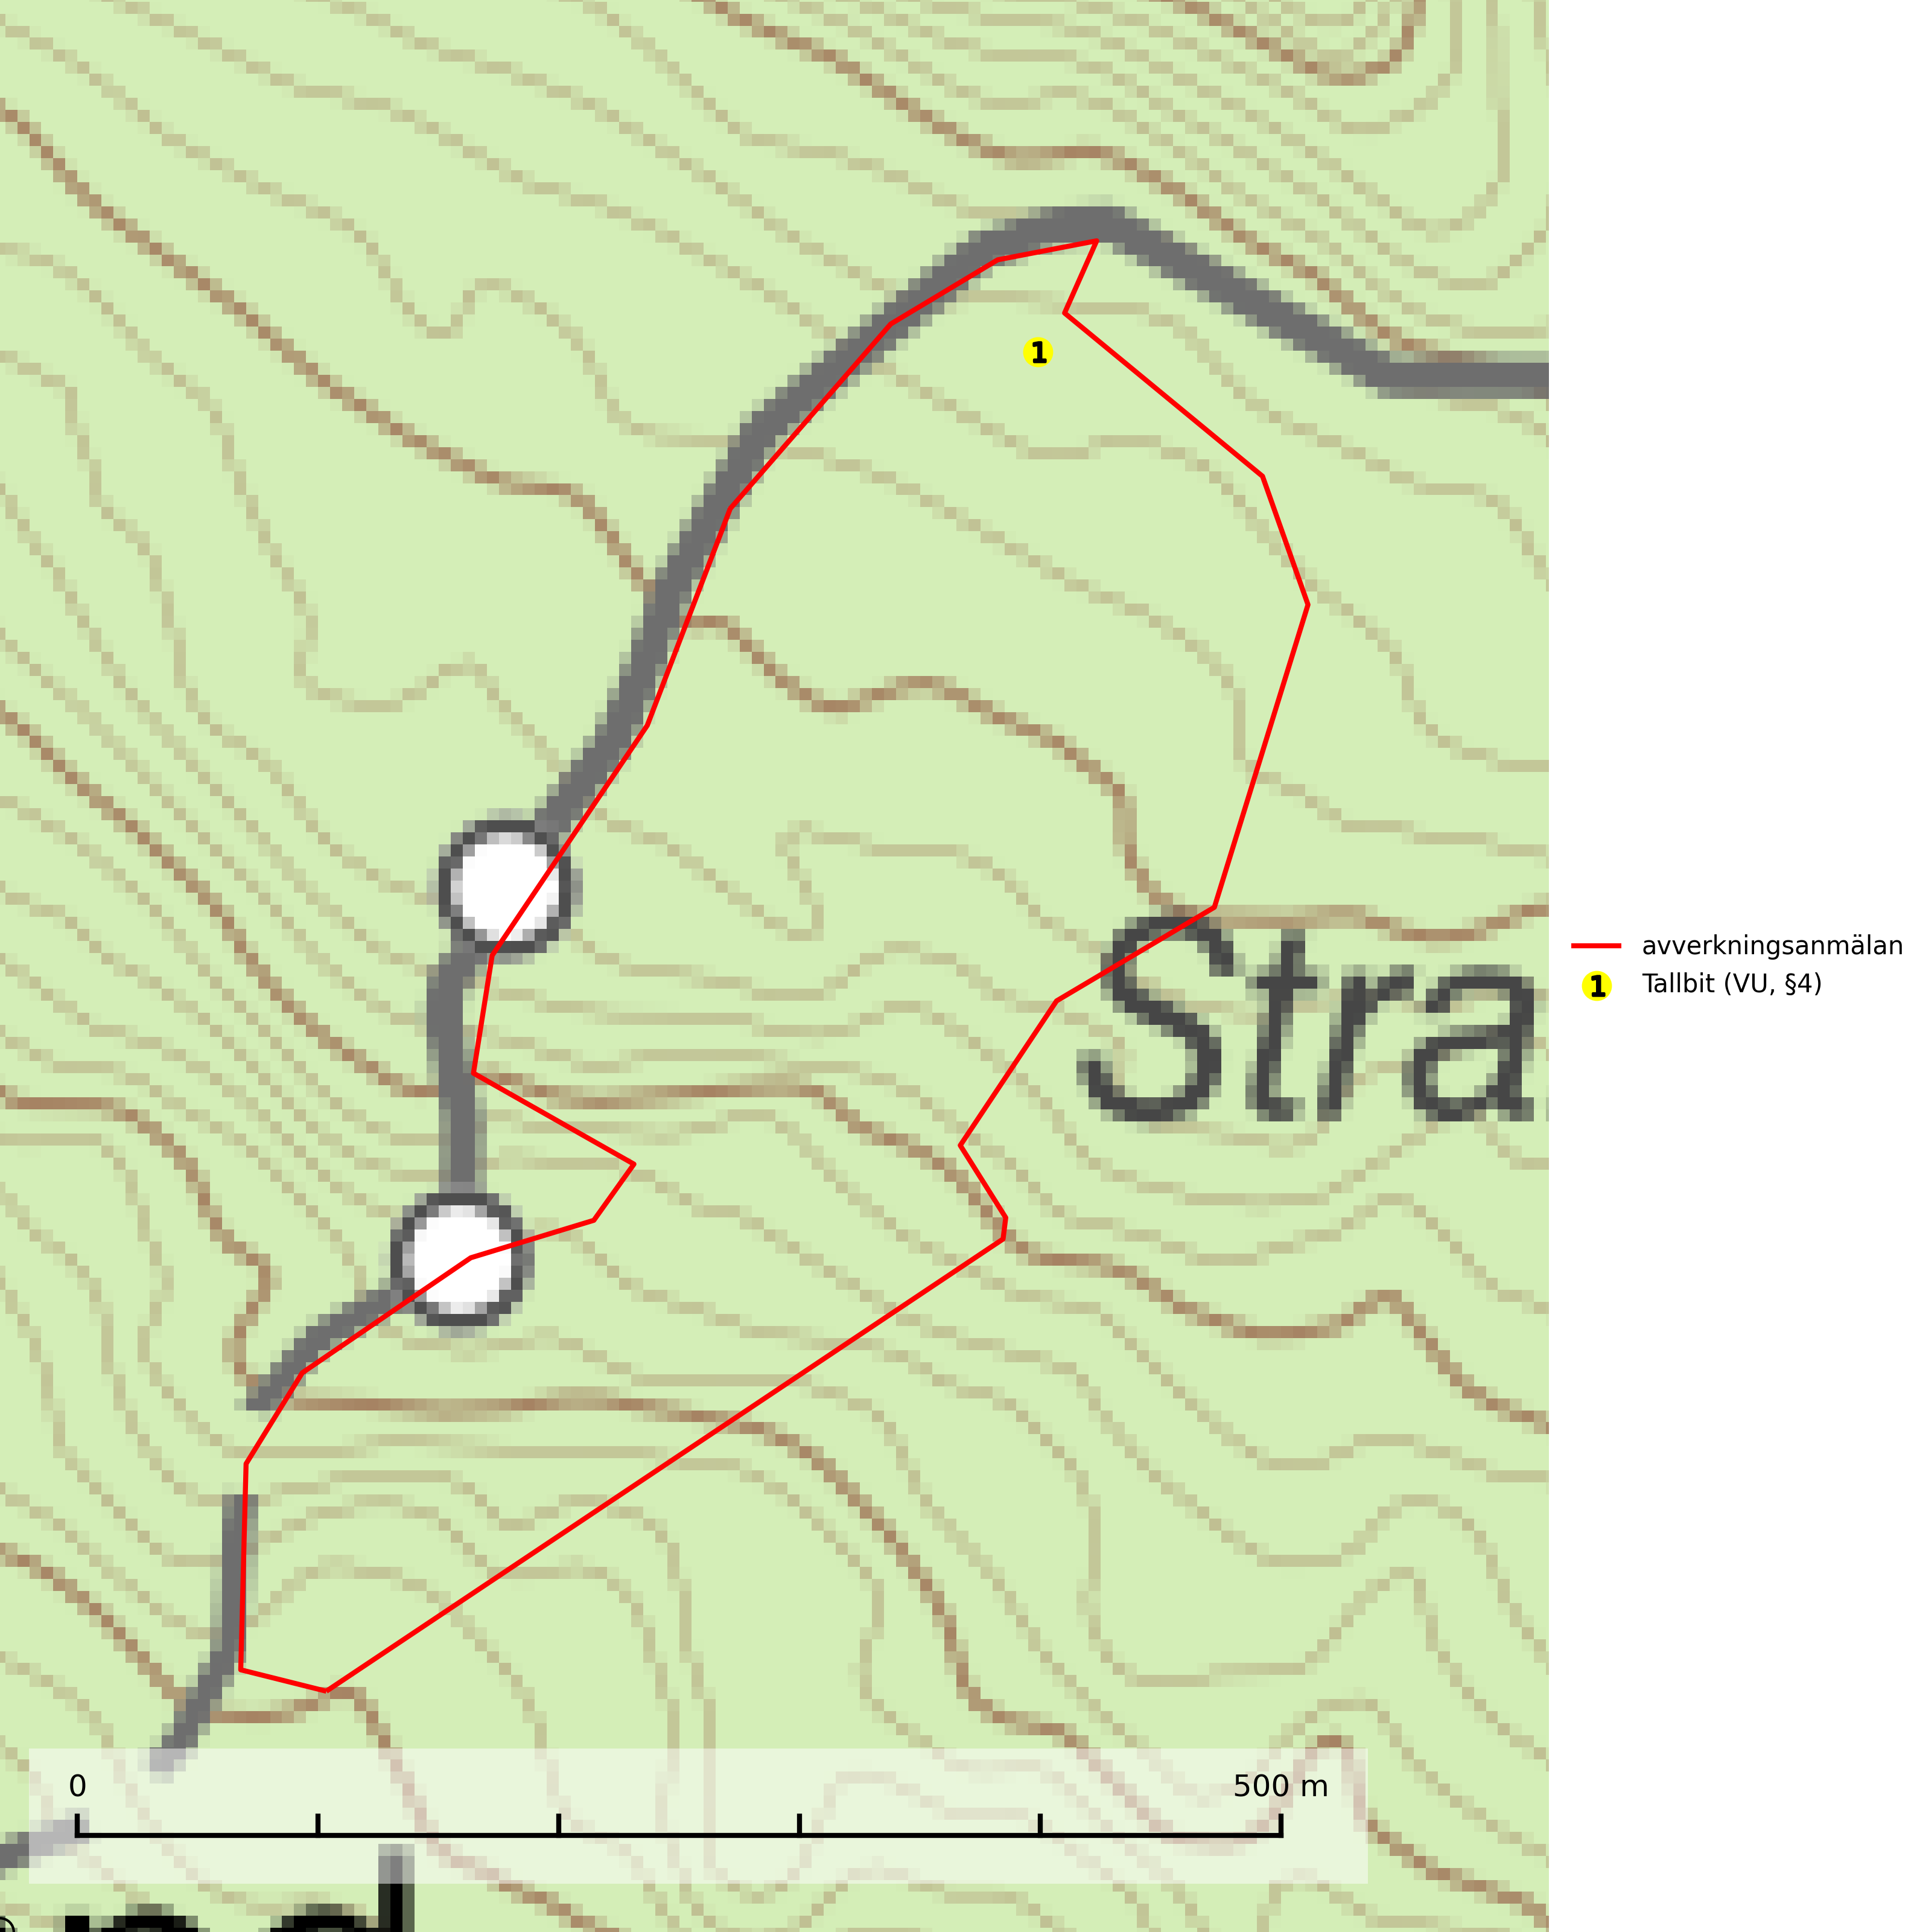 1
Stra
avverkningsanmälan
1 Tallbit (VU, §4)
0 500 m